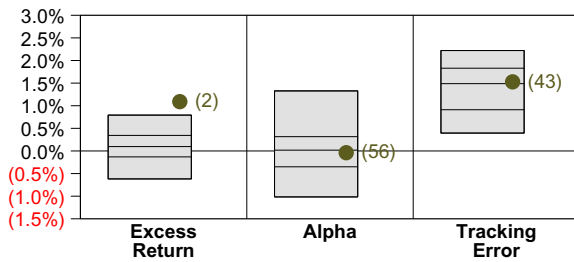 3.0%
2.5%
2.0%
1.5%
1.0%
0.5%
0.0%
(0.5%)
(1.0%)
(1.5%)
(2)
(56)
(43)
Excess
Return
Alpha
Tracking
Error